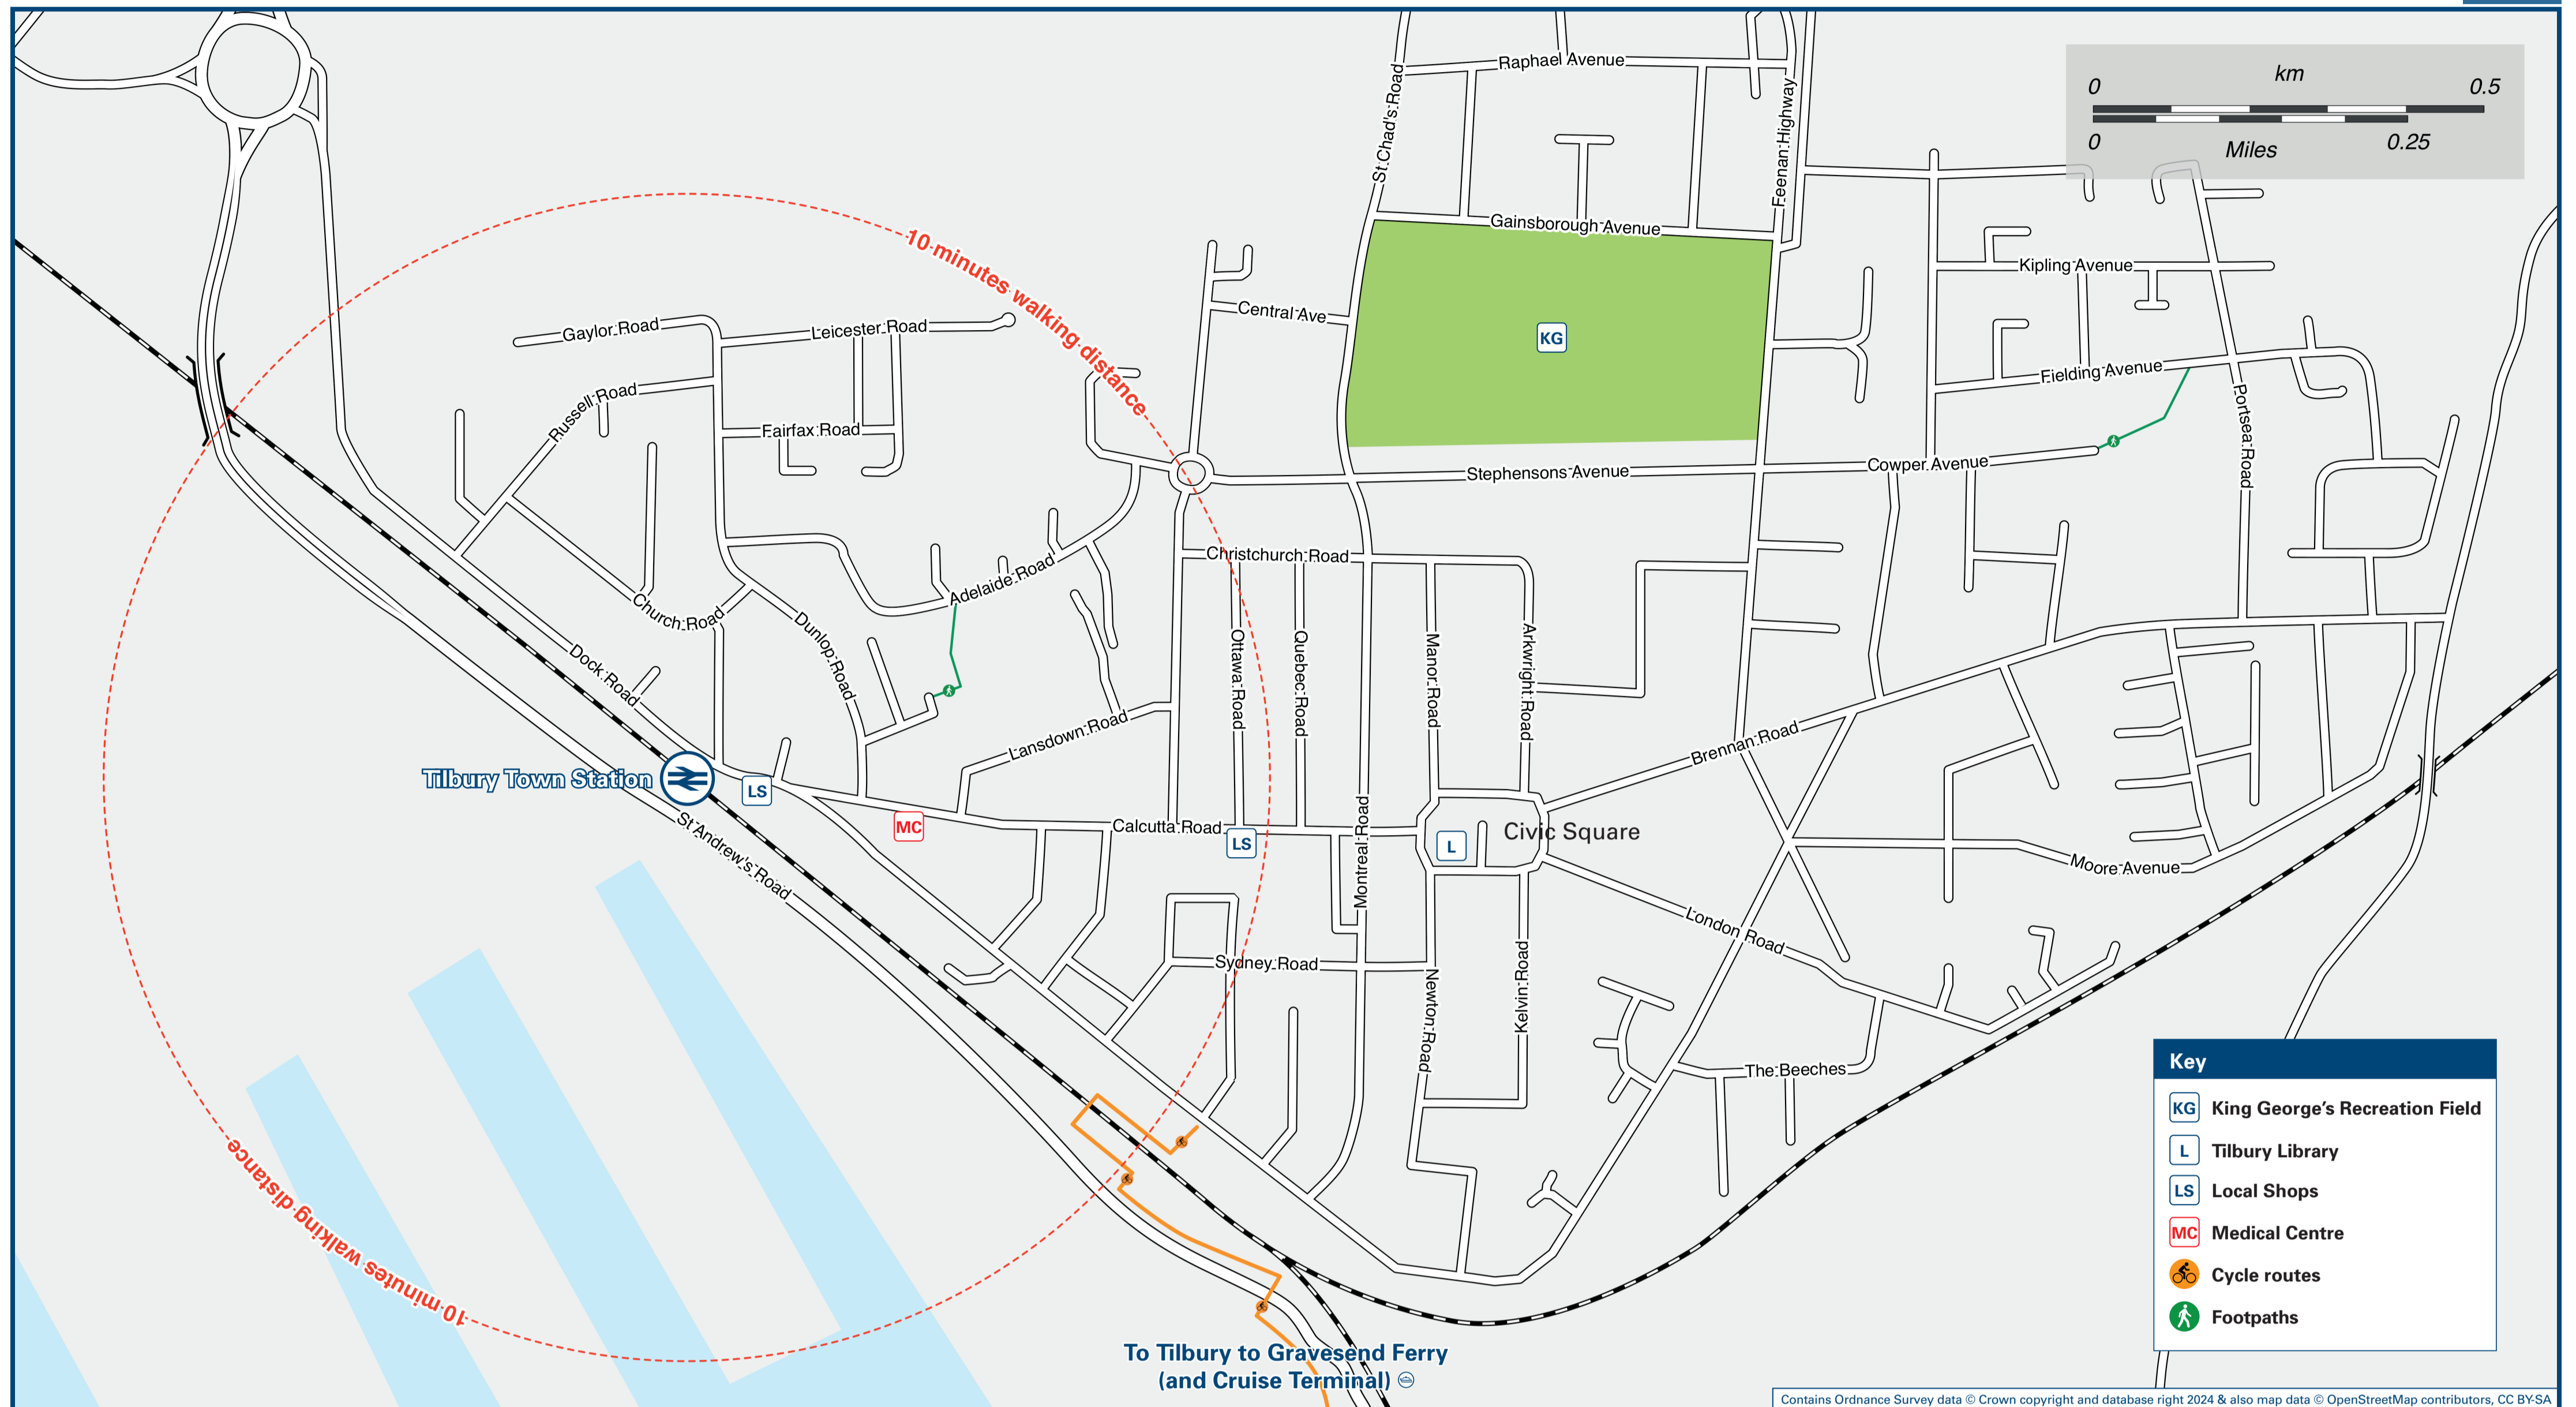 Raphael Avenue
km
0
0.5
0
0.25
Miles
St Chad's Road
Feenan Highway
Gainsborough Avenue
10 minutes walking distance
Kipling Avenue
Central Ave
Gaylor Road
Leicester Road
KG
Fielding Avenue
Russell Road
Portsea Road
Fairfax Road
Stephensons Avenue
Cowper Avenue
Christchurch Road
Adelaide Road
Church Road
Dunlop Road
Ottawa Road
Quebec Road
Manor Road
Arkwright Road
Dock Road
Lansdown Road
Brennan Road
Tilbury Town Station
LS
MC
Calcutta Road
LS
Montreal Road
L
Civic Square
St Andrew's Road
Moore Avenue
London Road
Sydney Road
Newton Road
Kelvin Road
The Beeches
10 minutes walking distance
Key
KG King George's Recreation Field
L Tilbury Library
LS Local Shops
MC Medical Centre
Cycle routes
Footpaths
To Tilbury to Gravesend Ferry
(and Cruise Terminal)
Contains Ordnance Survey data © Crown copyright and database right 2024 & also map data © OpenStreetMap contributors, CC BY-SA